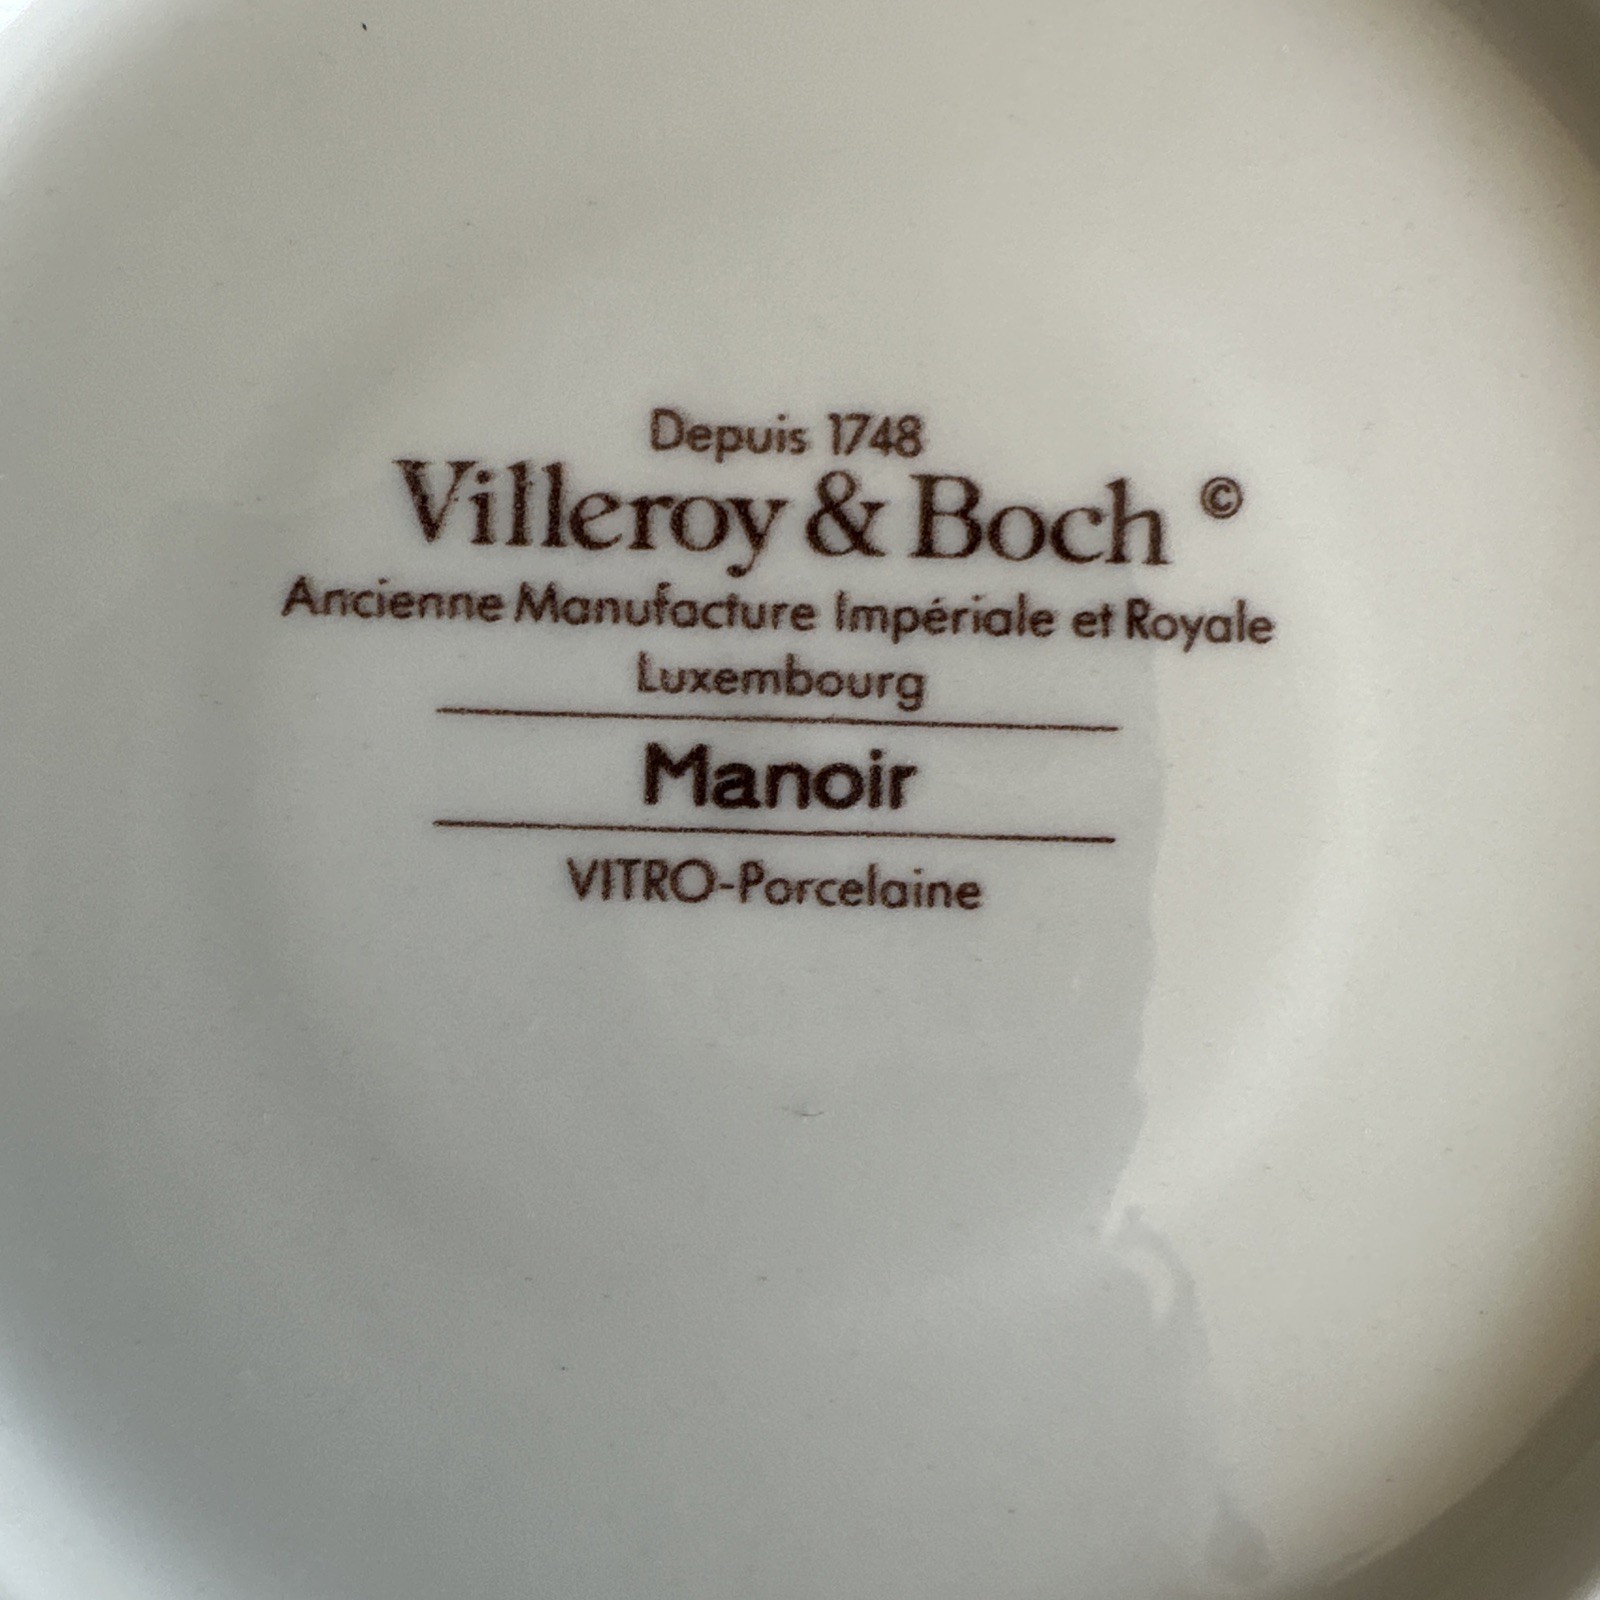 Depuis 1748
Villeroy & Boch ©
Ancienne Manufacture Impériale et Royale
Luxembourg
Manoir
VITRO-Porcelaine